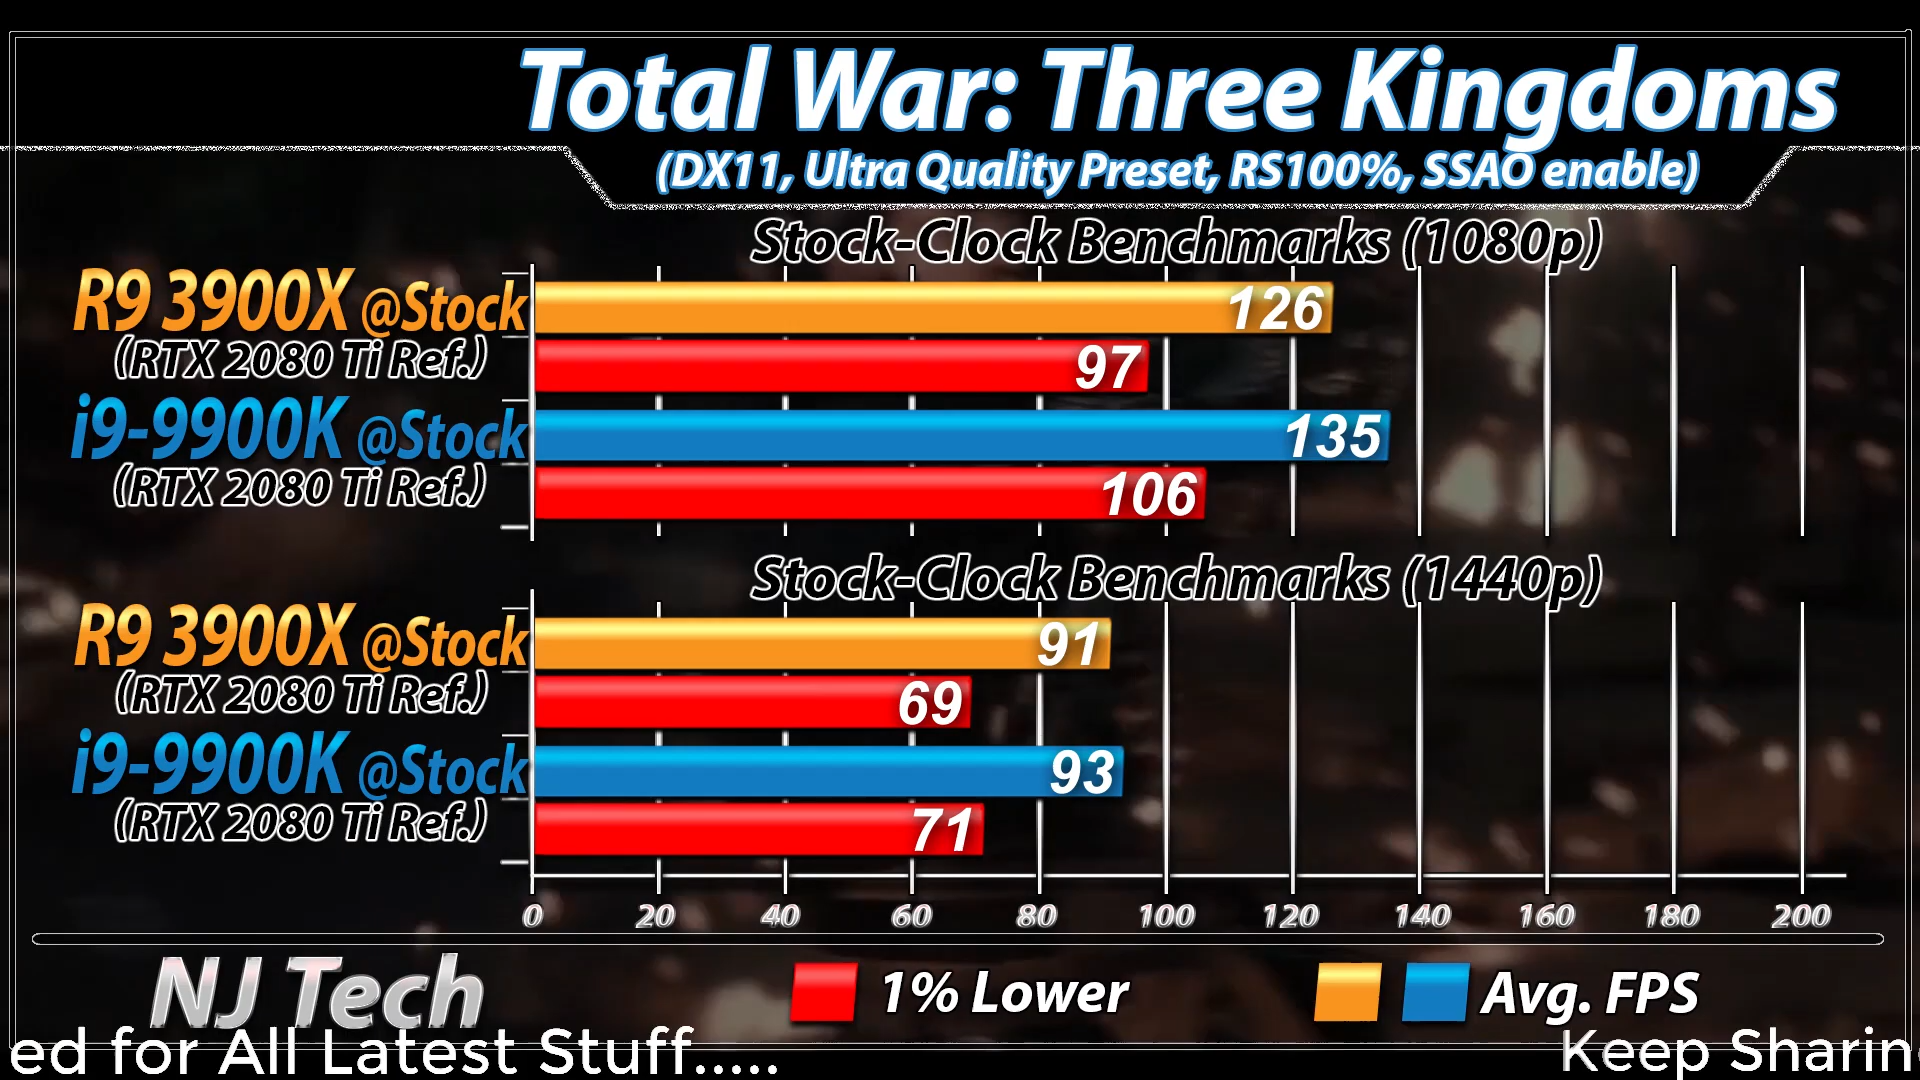 Total War: Three Kingdoms
(DX11, Ultra Quality Preset, RS100%, SSAO enable)
Stock-Clock Benchmarks (1080p)
R9 3900X @Stock
126
(RTX 2080 Ti Ref.)
97
i9-9900K @Stock
135
(RTX 2080 Ti Ref.)
106
Stock-Clock Benchmarks (1440p)
R9 3900X @Stock
91
(RTX 2080 Ti Ref.)
69
i9-9900K @Stock
93
(RTX 2080 Ti Ref.)
71
0 20 40 60 80 100 120 140 160 180 200
NJ Tech
1% Lower
Avg. FPS
ed for All Latest Stuff.....
Keep Sharin